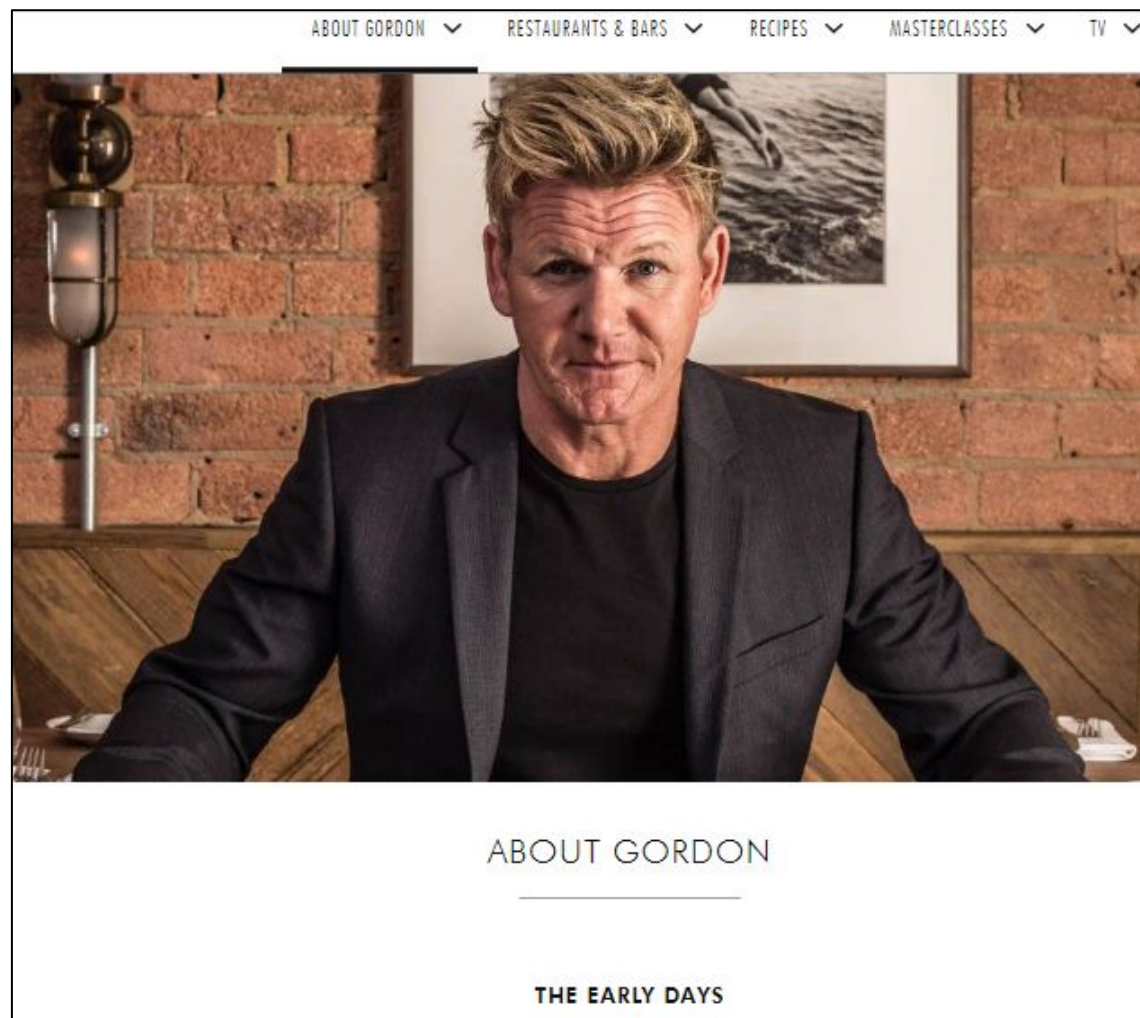 ABOUT GORDON RESTAURANTS & BARS RECIPES MASTERCLASSES TV
ABOUT GORDON
THE EARLY DAYS